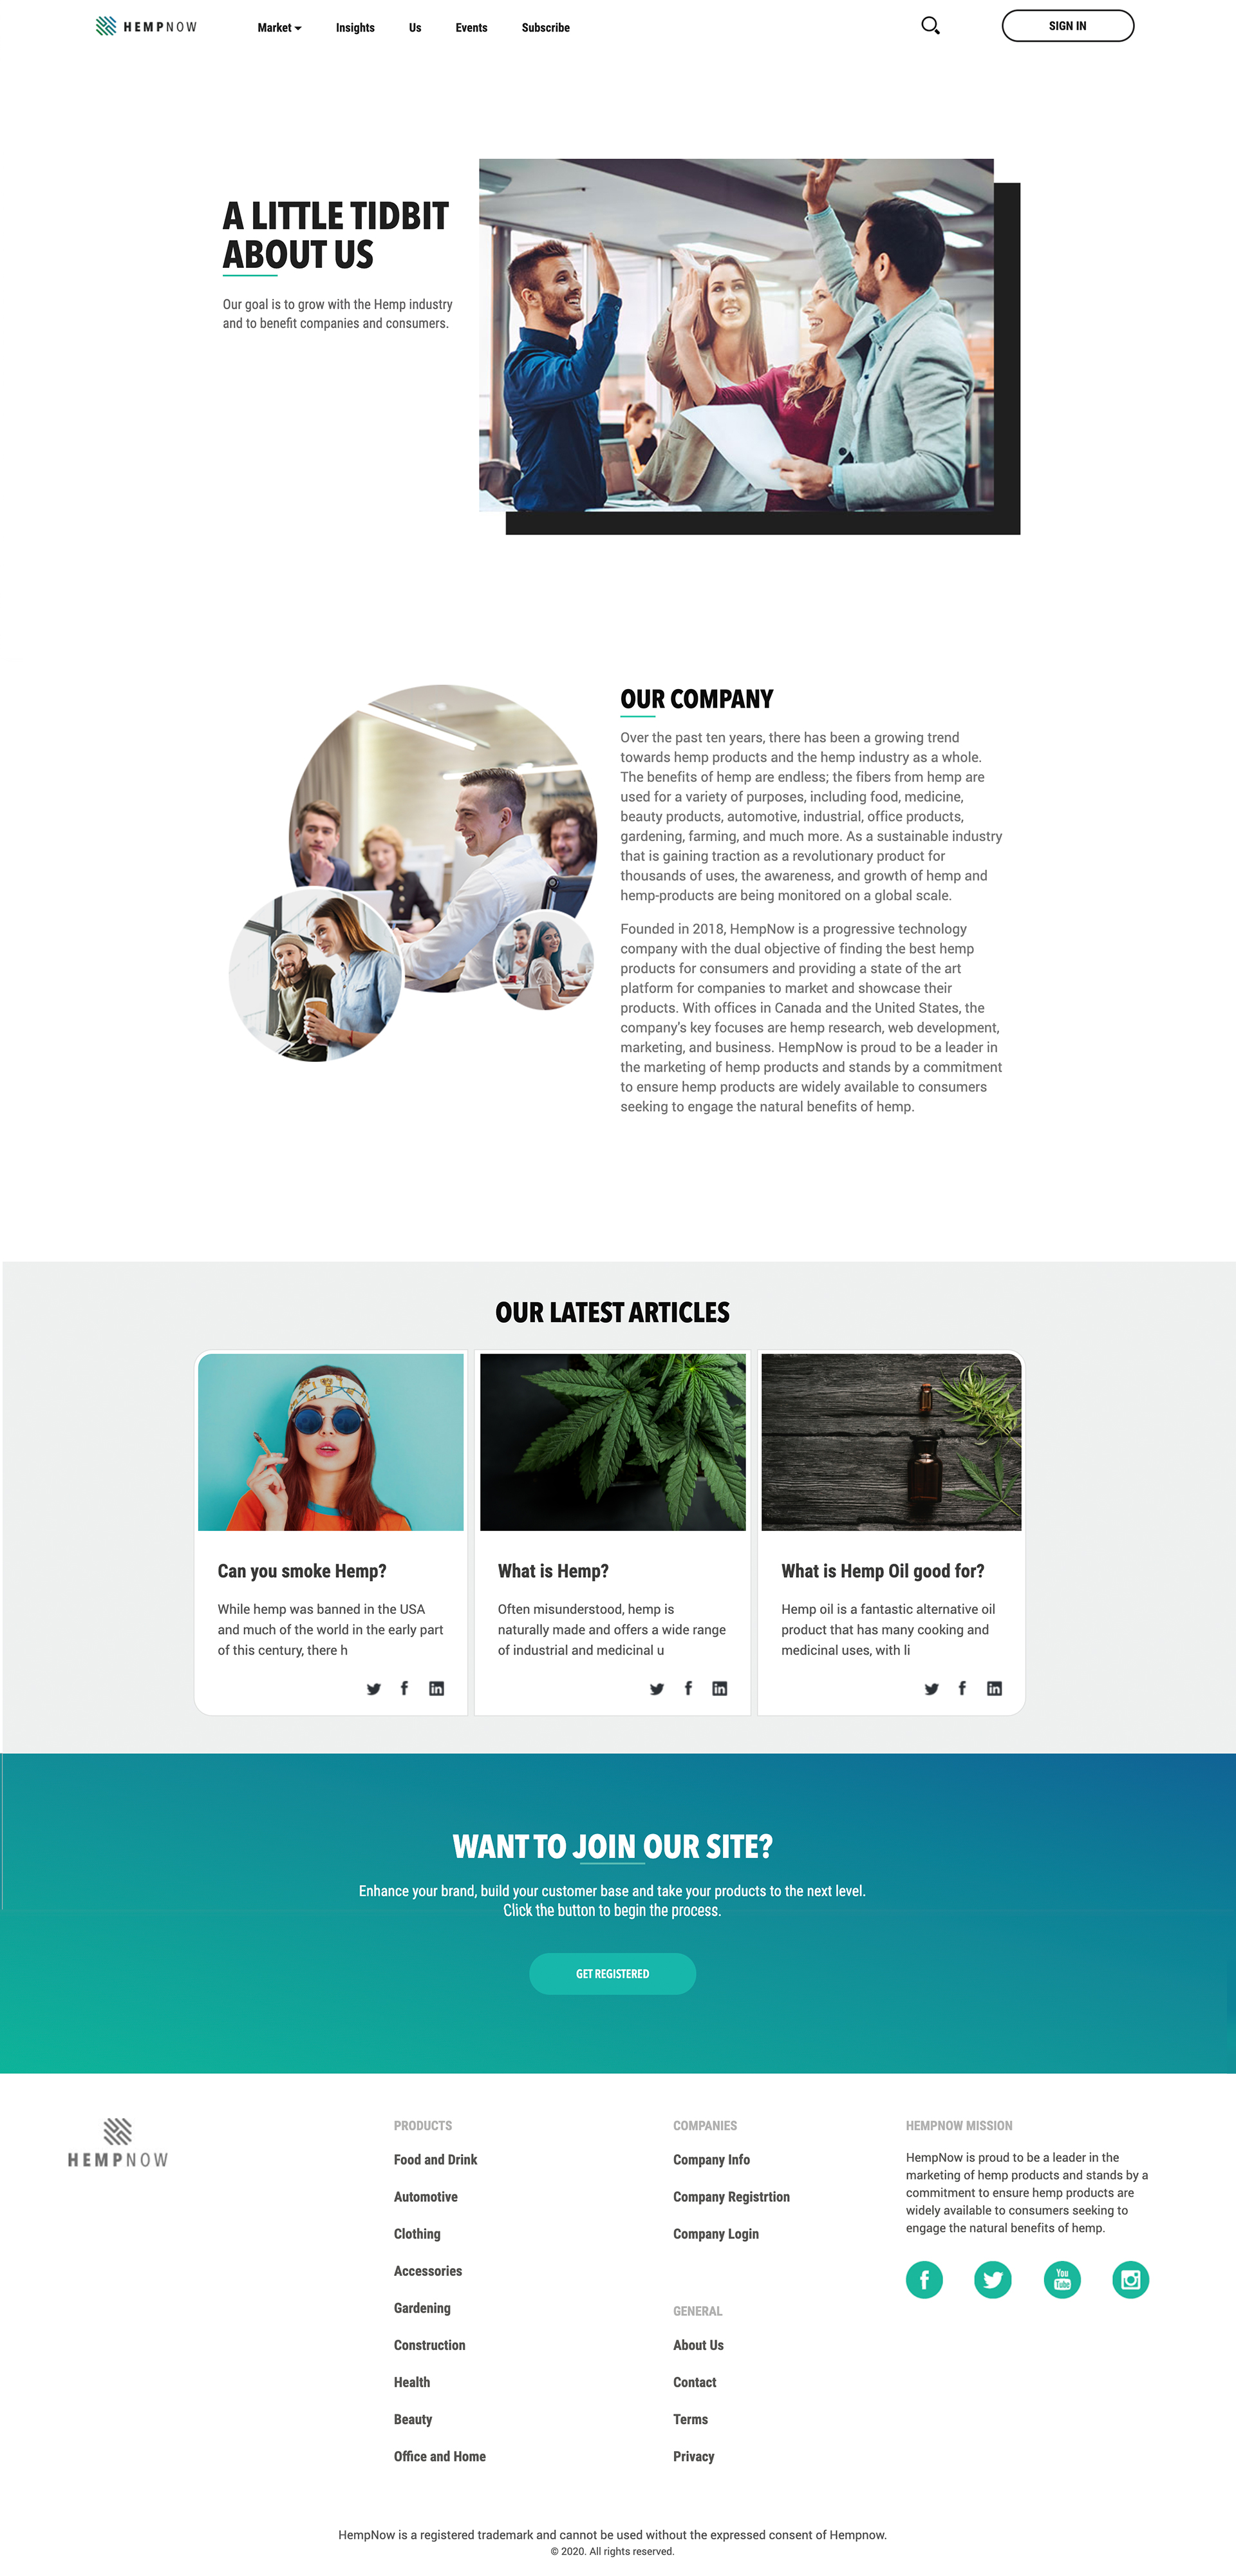 HEMPNOW
Market
Insights
Us
Events
Subscribe
SIGN IN
A LITTLE TIDBIT
ABOUT US
Our goal is to grow with the Hemp industry
and to benefit companies and consumers.
OUR COMPANY
Over the past ten years, there has been a growing trend
towards hemp products and the hemp industry as a whole.
The benefits of hemp are endless; the fibers from hemp are
used for a variety of purposes, including food, medicine,
beauty products, automotive, industrial, office products,
gardening, farming, and much more. As a sustainable industry
that is gaining traction as a revolutionary product for
thousands of uses, the awareness, and growth of hemp and
hemp-products are being monitored on a global scale.
Founded in 2018, HempNow is a progressive technology
company with the dual objective of finding the best hemp
products for consumers and providing a state of the art
platform for companies to market and showcase their
products. With offices in Canada and the United States, the
company's key focuses are hemp research, web development,
marketing, and business. HempNow is proud to be a leader in
the marketing of hemp products and stands by a commitment
to ensure hemp products are widely available to consumers
seeking to engage the natural benefits of hemp.
OUR LATEST ARTICLES
Can you smoke Hemp?
While hemp was banned in the USA
and much of the world in the early part
of this century, there h
What is Hemp?
Often misunderstood, hemp is
naturally made and offers a wide range
of industrial and medicinal u
What is Hemp Oil good for?
Hemp oil is a fantastic alternative oil
product that has many cooking and
medicinal uses, with li
WANT TO JOIN OUR SITE?
Enhance your brand, build your customer base and take your products to the next level.
Click the button to begin the process.
GET REGISTERED
HEMPNOW
PRODUCTS
Food and Drink
Automotive
Clothing
Accessories
Gardening
Construction
Health
Beauty
Office and Home
COMPANIES
Company Info
Company Registrtion
Company Login
GENERAL
About Us
Contact
Terms
Privacy
HEMPNOW MISSION
HempNow is proud to be a leader in the
marketing of hemp products and stands by a
commitment to ensure hemp products are
widely available to consumers seeking to
engage the natural benefits of hemp.
You
Tube
HempNow is a registered trademark and cannot be used without the expressed consent of Hempnow.
© 2020. All rights reserved.